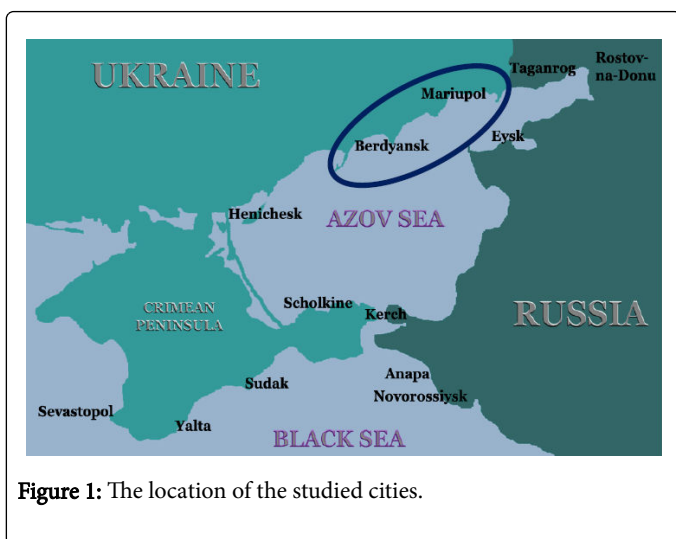 UKRAINE
Taganrog
Rostov-
na-Donu
Mariupol
Berdyansk
Eysk
Henichesk
AZOV SEA
CRIMEAN
PENINSULA
Scholkine
Kerch
RUSSIA
Sudak
Anapa
Novorossiysk
Sevastopol
Yalta
BLACK SEA
Figure 1: The location of the studied cities.